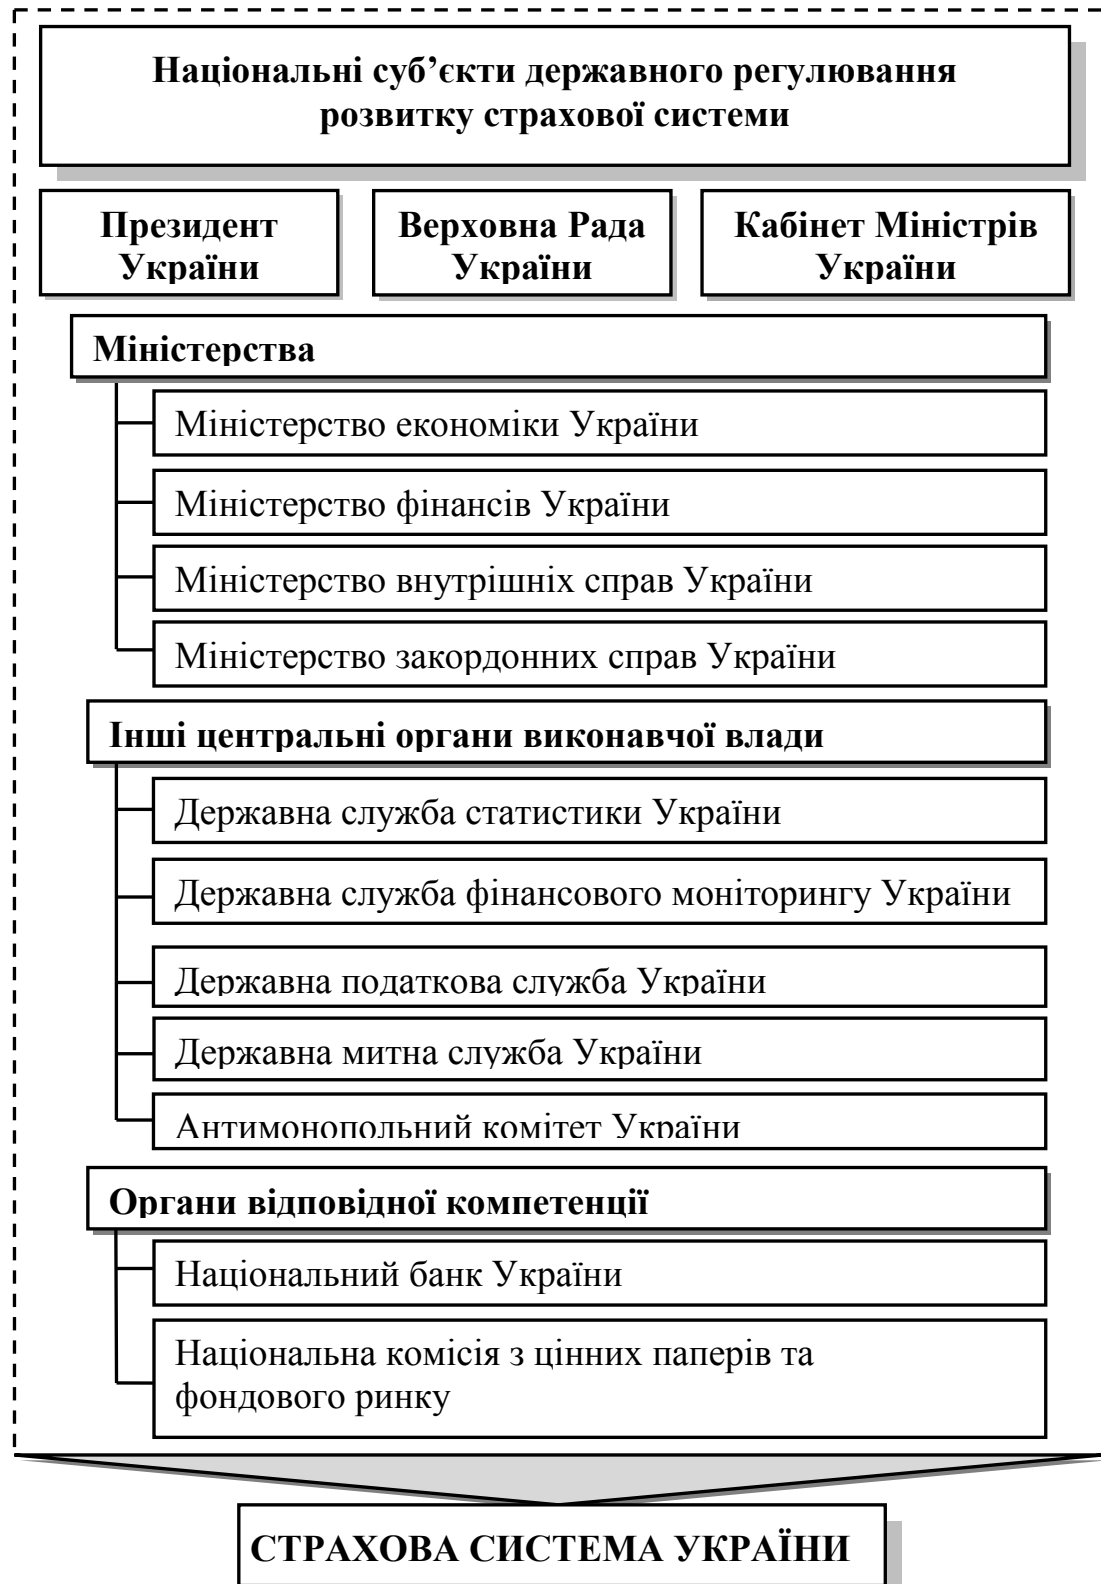 Національні суб’єкти державного регулювання
розвитку страхової системи
Президент
України
Верховна Рада
України
Кабінет Міністрів
України
Міністерства
Міністерство економіки України
Міністерство фінансів України
Міністерство внутрішніх справ України
Міністерство закордонних справ України
Інші центральні органи виконавчої влади
Державна служба статистики України
Державна служба фінансового моніторингу України
Державна податкова служба України
Державна митна служба України
Антимонопольний комітет України
Органи відповідної компетенції
Національний банк України
Національна комісія з цінних паперів та
фондового ринку
СТРАХОВА СИСТЕМА УКРАЇНИ